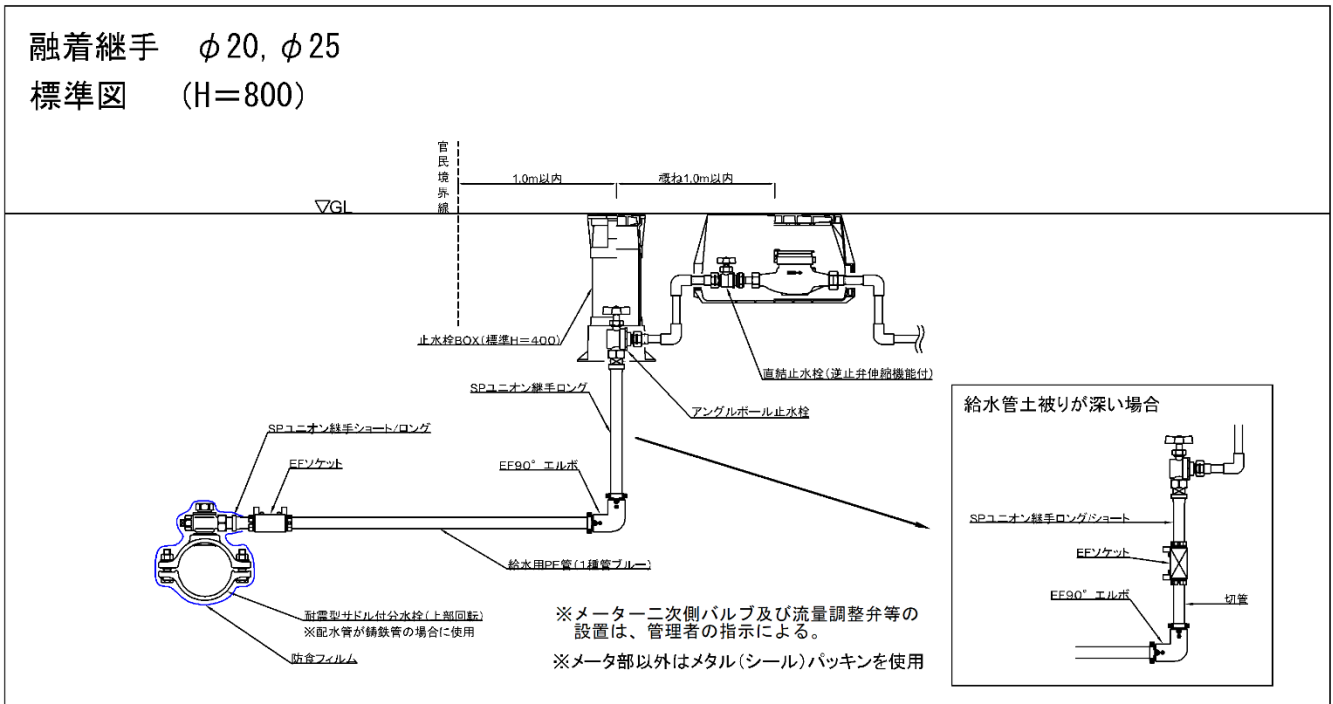 融着継手 φ20,φ25
標準図 (H=800)
官民境界線
1.0m以内
概ね1.0m以内
▽GL
止水栓BOX(標準H=400)
直結止水栓(逆止弁伸縮機能付)
SPユニオン継手ロング
アングルボール止水栓
SPユニオン継手ショート/ロング
EFソケット
EF90°エルボ
給水用PE管(1種管ブルー)
耐震型サドル付分水栓(上部回転)
※配水管が鋳鉄管の場合に使用
防食フィルム
※メーター二次側バルブ及び流量調整弁等の
設置は、管理者の指示による。
※メータ部以外はメタル(シール)パッキンを使用
給水管土被りが深い場合
SPユニオン継手ロング/ショート
EFソケット
EF90°エルボ
切管